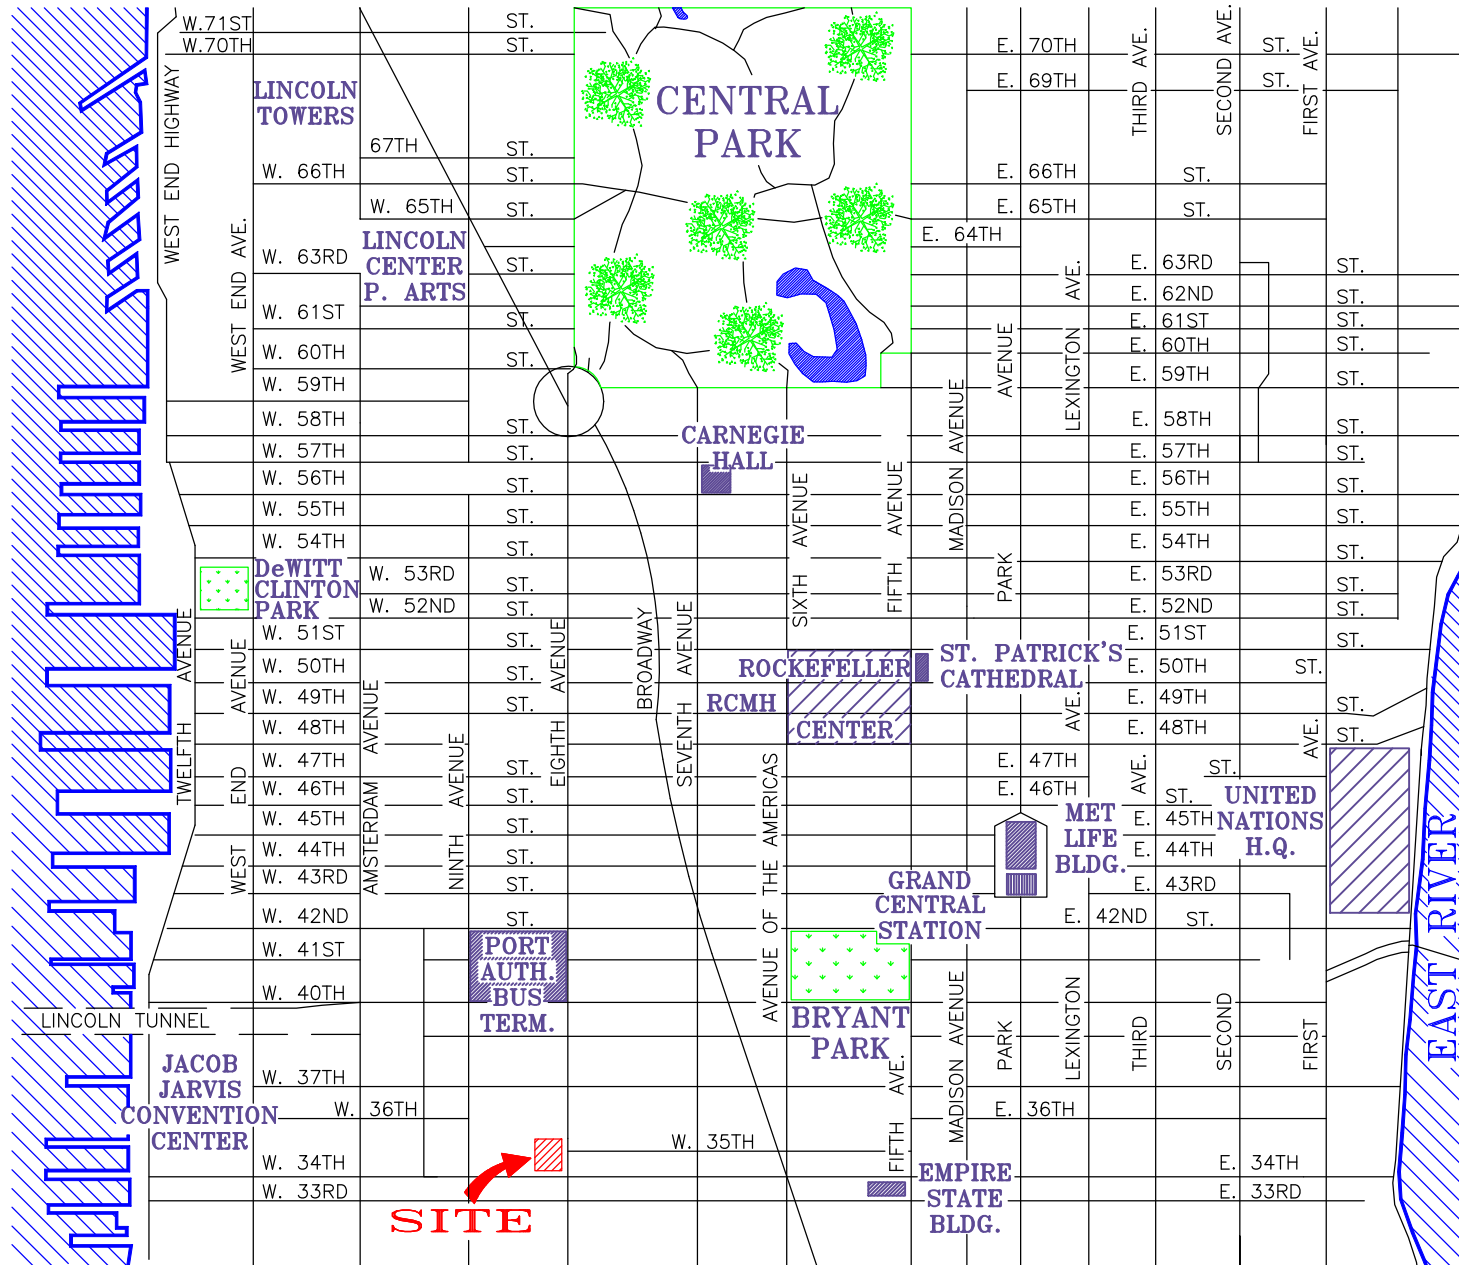 W.71ST ST.
W.70TH ST. E. 70TH ST.
E. 69TH ST.
WEST END HIGHWAY
LINCOLN
TOWERS
CENTRAL
PARK
THIRD AVE.
SECOND AVE.
FIRST AVE.
67TH ST.
W. 66TH ST. E. 66TH ST.
W. 65TH ST. E. 65TH ST.
E. 64TH
LINCOLN
CENTER
P. ARTS
WEST END AVE.
W. 63RD ST. E. 63RD ST.
E. 62ND ST.
W. 61ST ST. E. 61ST ST.
W. 60TH ST. E. 60TH ST.
W. 59TH E. 59TH ST.
LEXINGTON AVE.
PARK AVENUE
MADISON AVENUE
W. 58TH ST. E. 58TH ST.
CARNEGIE
HALL
W. 57TH ST. E. 57TH ST.
W. 56TH ST. E. 56TH ST.
W. 55TH E. 55TH ST.
W. 54TH ST. E. 54TH ST.
SIXTH AVENUE
FIFTH AVENUE
DeWITT
CLINTON
PARK
W. 53RD ST. E. 53RD ST.
W. 52ND ST. E. 52ND ST.
W. 51ST ST. E. 51ST ST.
W. 50TH ST. E. 50TH ST.
W. 49TH ST. E. 49TH ST.
W. 48TH E. 48TH ST.
TWELFTH AVENUE
WEST END AVENUE
AMSTERDAM AVENUE
NINTH AVENUE
EIGHTH AVENUE
BROADWAY
SEVENTH AVENUE
ROCKEFELLER
CENTER
RCMH
ST. PATRICK'S
CATHEDRAL
AVE.
AVE.
AVE.
W. 47TH ST. E. 47TH ST.
W. 46TH ST. E. 46TH ST.
W. 45TH ST. E. 45TH
W. 44TH ST. E. 44TH
W. 43RD ST. E. 43RD
W. 42ND ST. E. 42ND ST.
AVENUE OF THE AMERICAS
MET
LIFE
BLDG.
UNITED
NATIONS
H.Q.
GRAND
CENTRAL
STATION
EAST RIVER
W. 41ST
PORT
AUTH.
BUS
TERM.
W. 40TH
LINCOLN TUNNEL
BRYANT
PARK
FIFTH AVE.
MADISON AVENUE
PARK
LEXINGTON
THIRD
SECOND
FIRST
JACOB
JARVIS
CONVENTION
CENTER
W. 37TH
W. 36TH E. 36TH
W. 35TH
W. 34TH E. 34TH
W. 33RD E. 33RD
EMPIRE
STATE
BLDG.
SITE